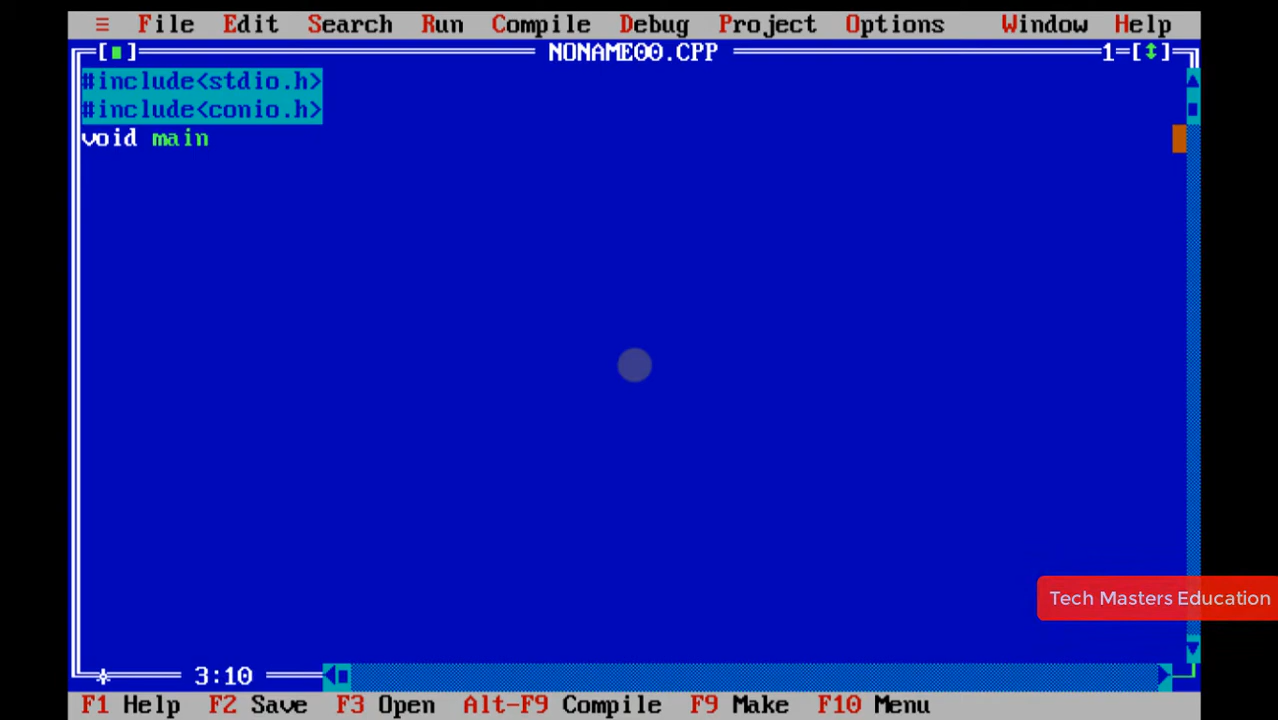 ≡ File Edit Search Run Compile Debug Project Options Window Help
[■] NONAME00.CPP 1=[↕]
#include<stdio.h>
#include<conio.h>
void main
Tech Masters Education
3:10
F1 Help F2 Save F3 Open Alt-F9 Compile F9 Make F10 Menu